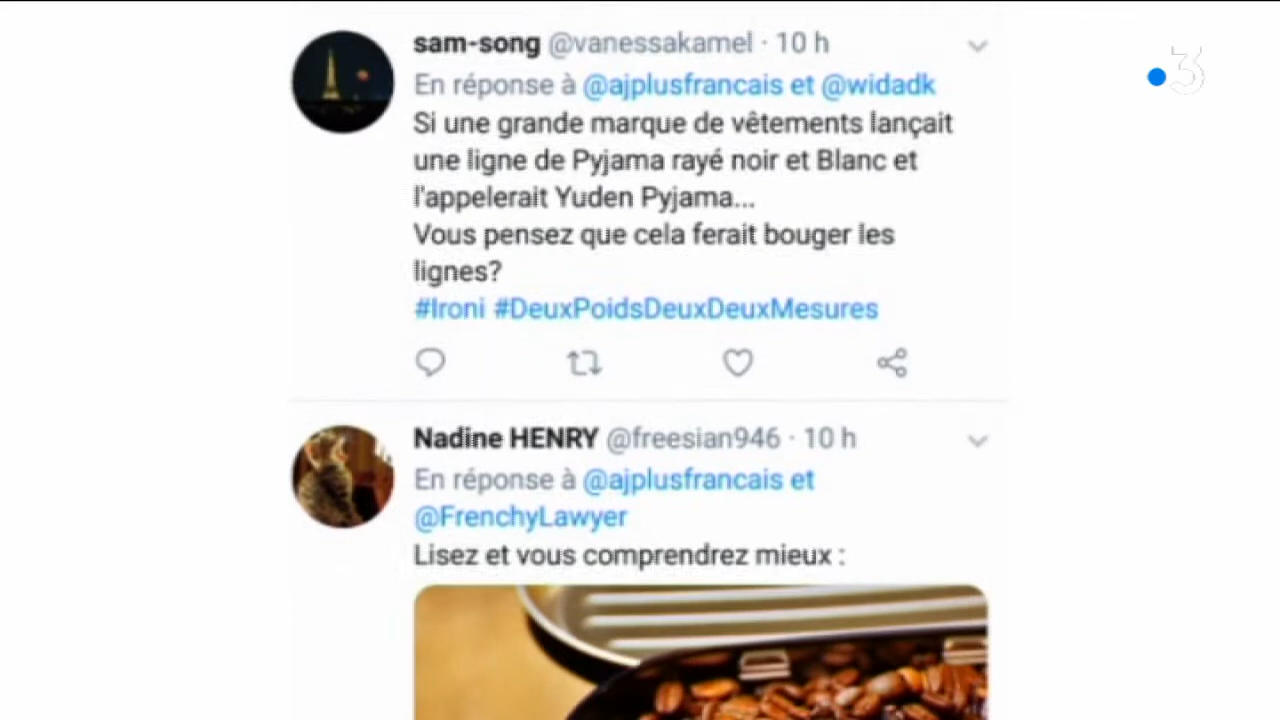 sam-song @vanessakamel · 10 h
En réponse à @ajplusfrancais et @widadk
Si une grande marque de vêtements lançait
une ligne de Pyjama rayé noir et Blanc et
l'appelerait Yuden Pyjama...
Vous pensez que cela ferait bouger les
lignes?
#Ironi #DeuxPoidsDeuxDeuxMesures
Nadine HENRY @freesian946 · 10 h
En réponse à @ajplusfrancais et
@FrenchyLawyer
Lisez et vous comprendrez mieux :
3